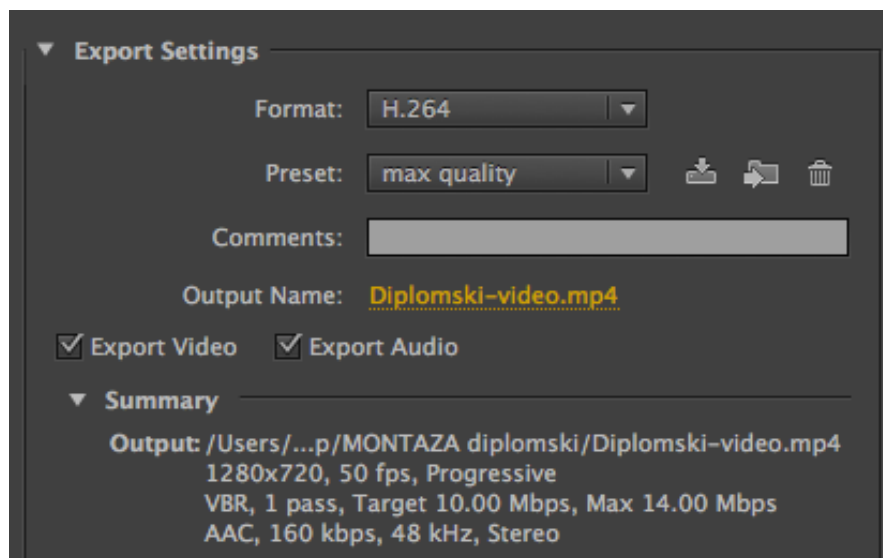 Export Settings
Format: H.264
Preset: max quality
Comments:
Output Name: Diplomski-video.mp4
Export Video Export Audio
Summary
Output: /Users/...p/MONTAZA diplomski/Diplomski-video.mp4
1280x720, 50 fps, Progressive
VBR, 1 pass, Target 10.00 Mbps, Max 14.00 Mbps
AAC, 160 kbps, 48 kHz, Stereo